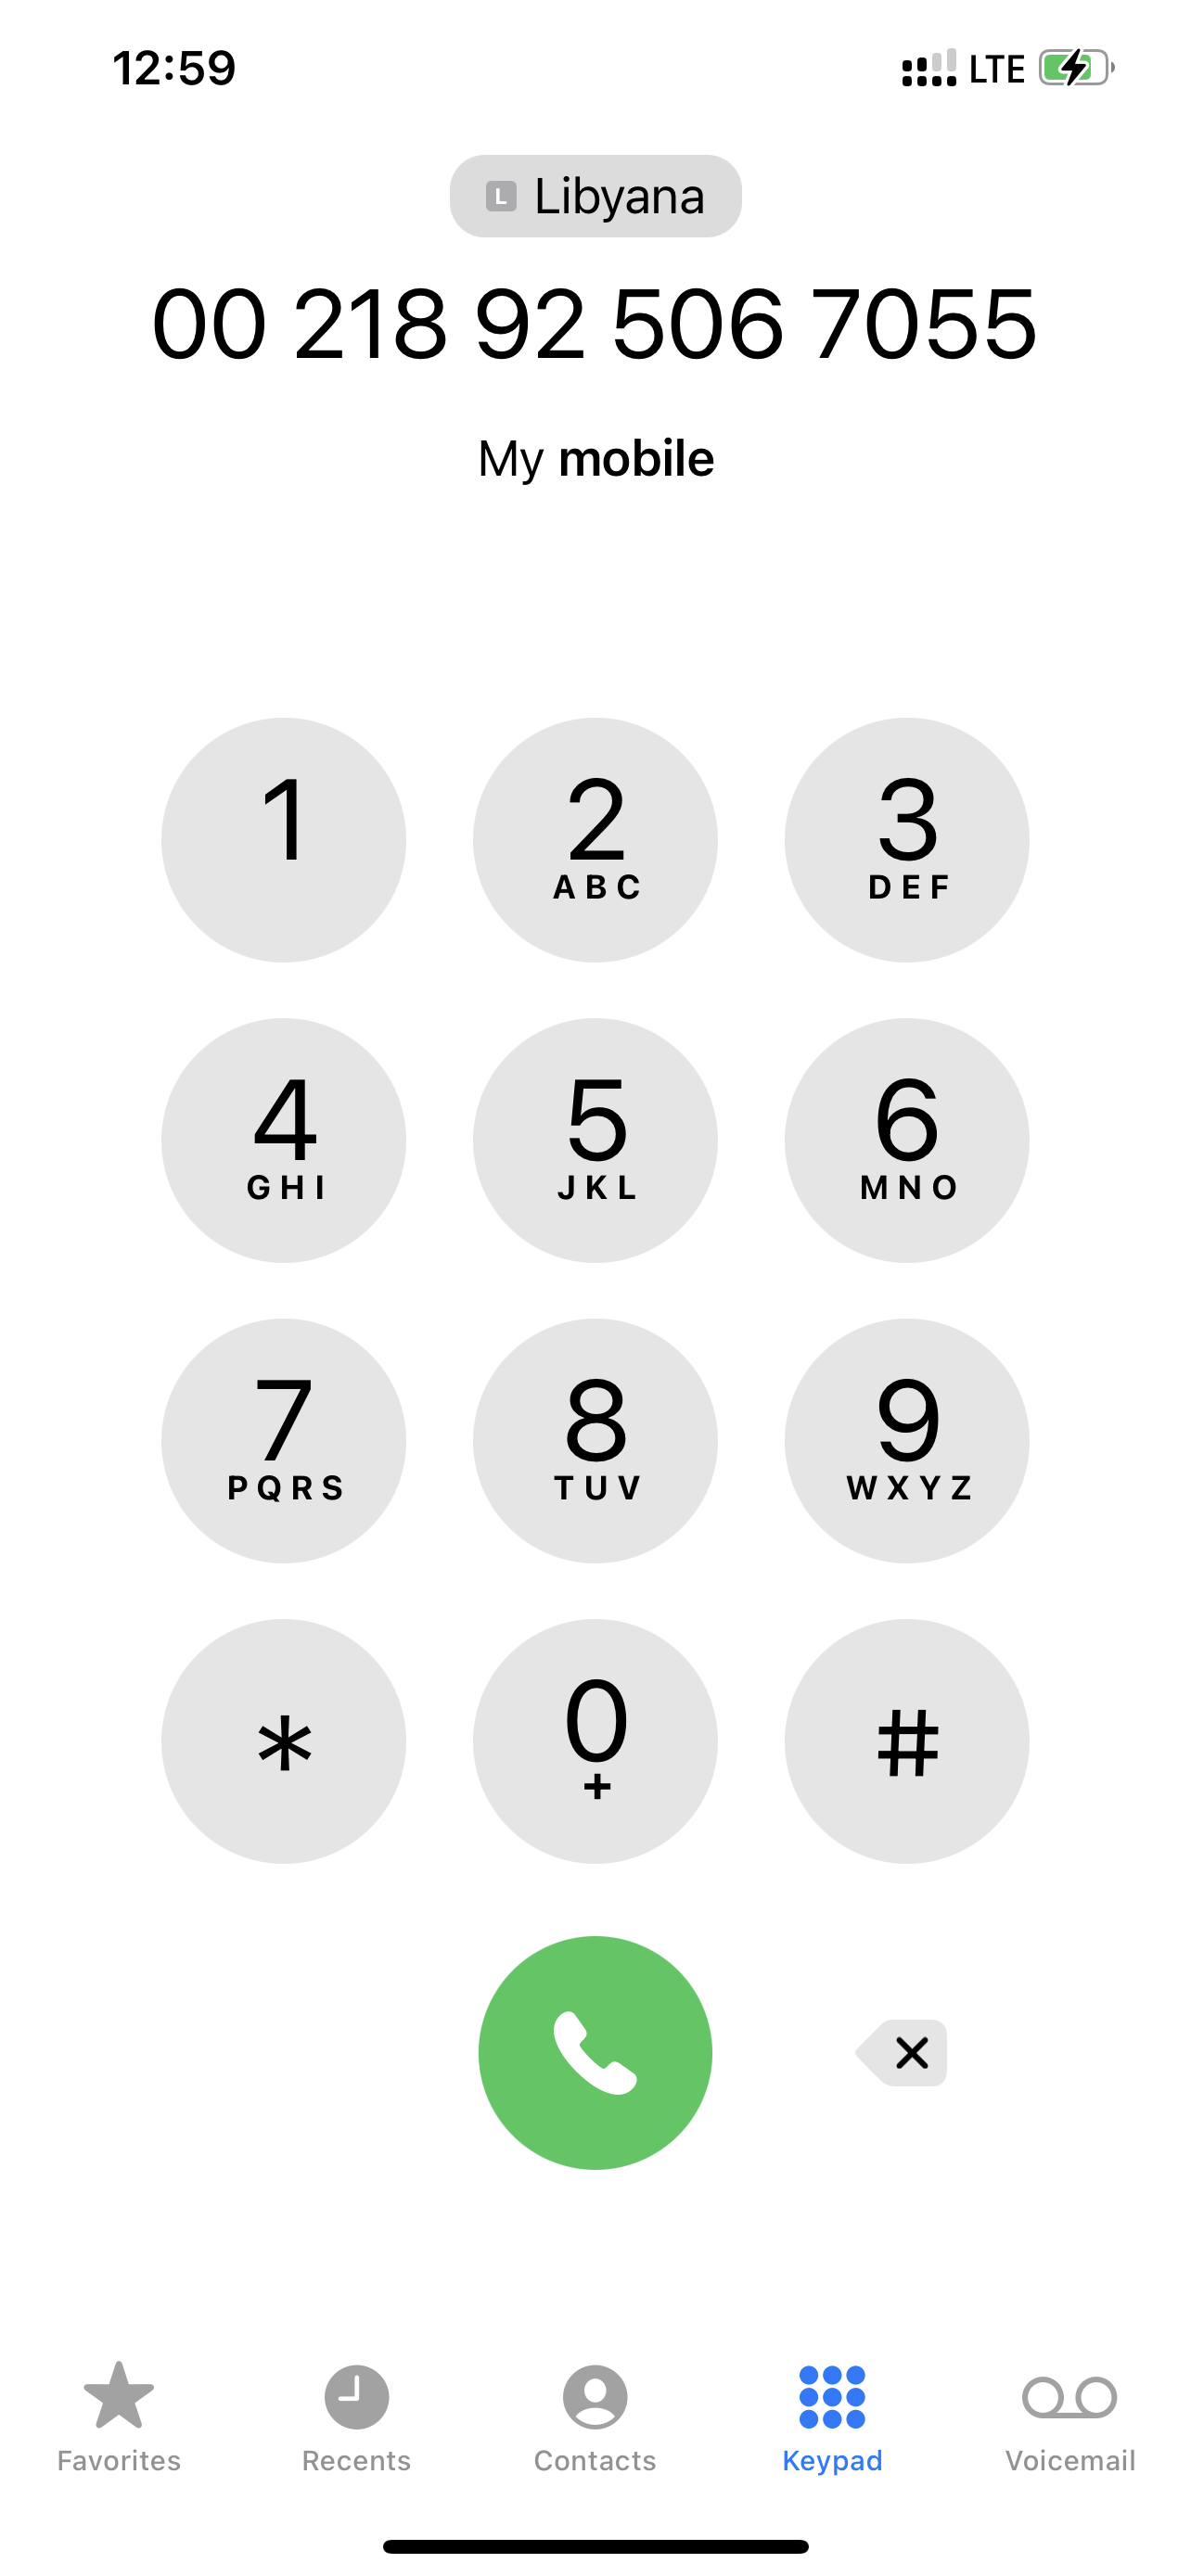 12:59 LTE
L Libyana
00 218 92 506 7055
My mobile
1 2 3
ABC DEF
4 5 6
GHI JKL MNO
7 8 9
PQRS TUV WXYZ
* 0 #
+
Favorites Recents Contacts Keypad Voicemail